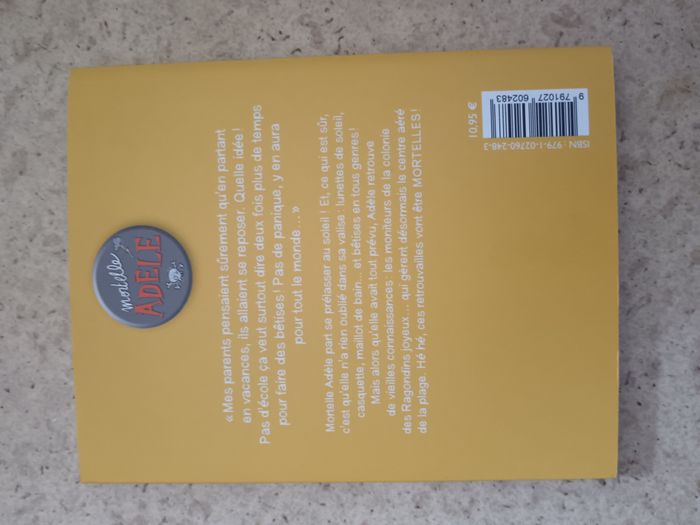 mortelle
ADÈLE
« Mes parents pensaient sûrement qu'en partant
en vacances, ils allaient se reposer. Quelle idée !
Pas d'école ça veut surtout dire deux fois plus de temps
pour faire des bêtises ! Pas de panique, y en aura
pour tout le monde... »
Mortelle Adèle part se prélasser au soleil ! Et, ce qui est sûr,
c'est qu'elle n'a rien oublié dans sa valise : lunettes de soleil,
casquette, maillot de bain... et bêtises en tous genres !
Mais alors qu'elle avait tout prévu, Adèle retrouve
de vieilles connaissances : les moniteurs de la colonie
des Ragondins joyeux... qui gèrent désormais le centre aéré
de la plage. Hé hé, ces retrouvailles vont être MORTELLES !
10,95 €
ISBN : 979-1-02760-248-3
9 791027 602483